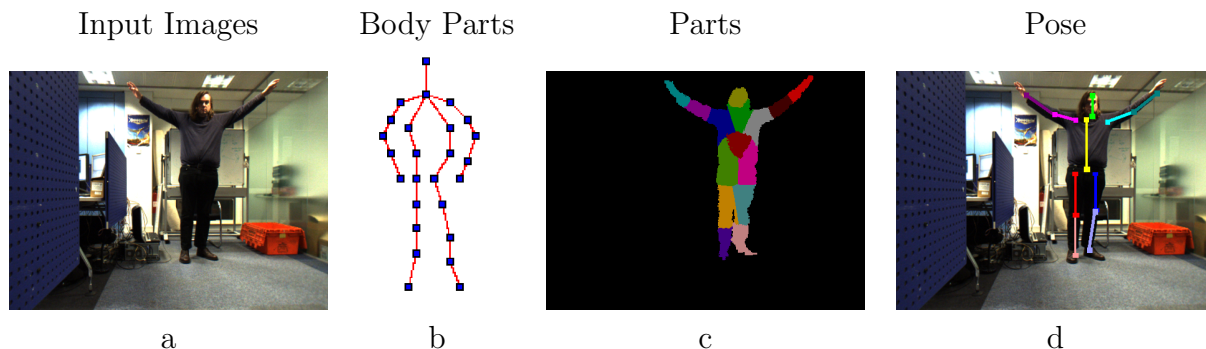 Input Images
Body Parts
Parts
Pose
a
b
c
d